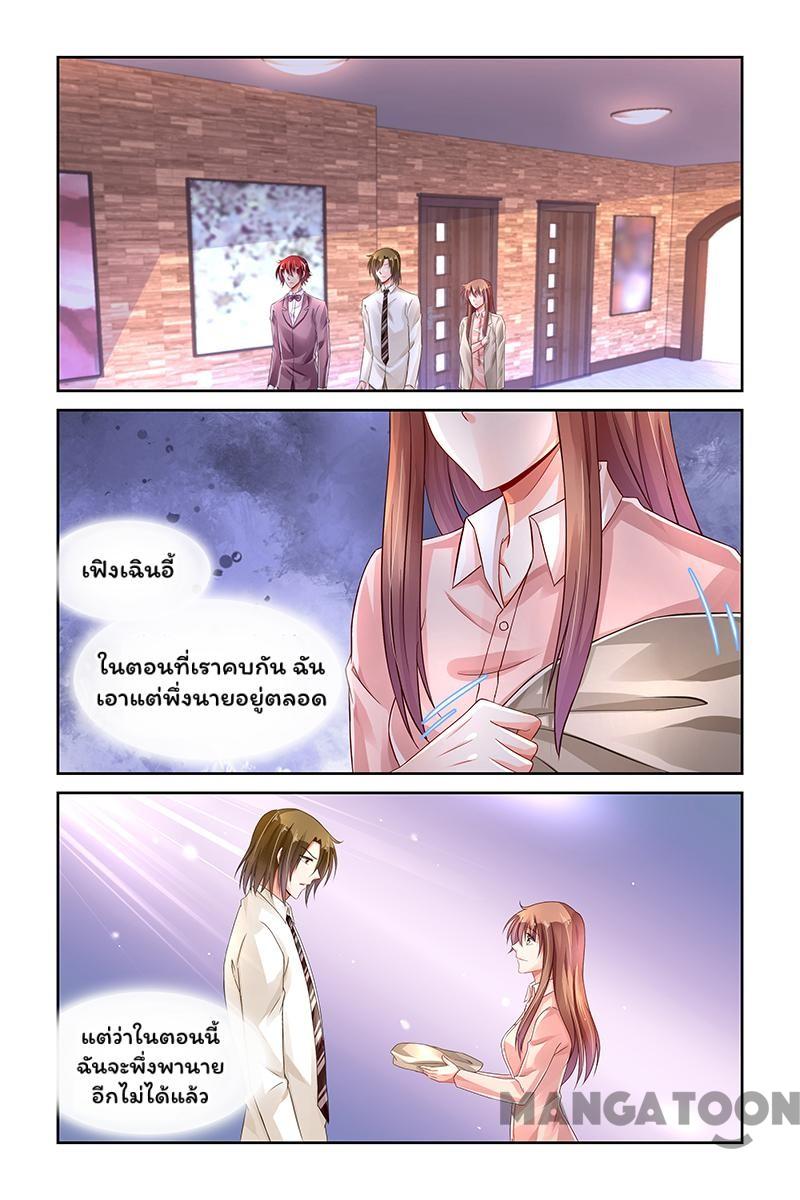 เฟิงเฉินอี้
ในตอนที่เราคบกัน ฉัน
เอาแต่พึ่งนายอยู่ตลอด
แต่ว่าในตอนนี้
ฉันจะพึ่งพานาย
อีกไม่ได้แล้ว
MANGATOON